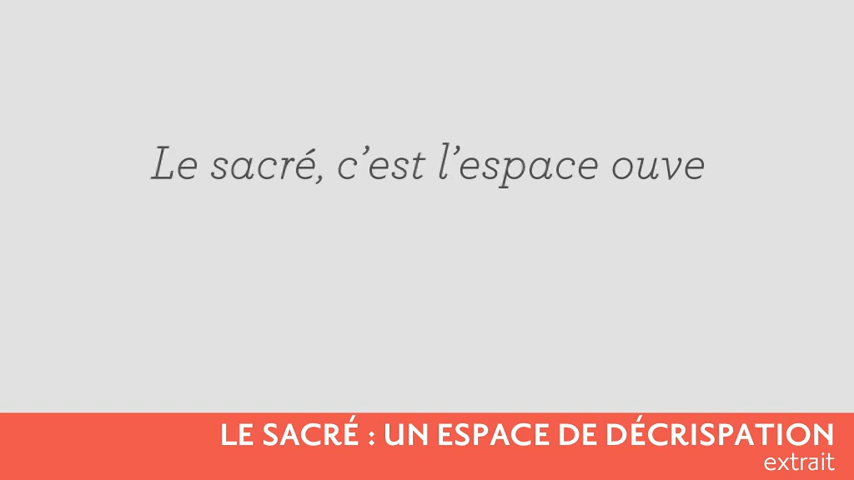 Le sacré, c’est l’espace ouve
LE SACRÉ : UN ESPACE DE DÉCRISPATION
extrait